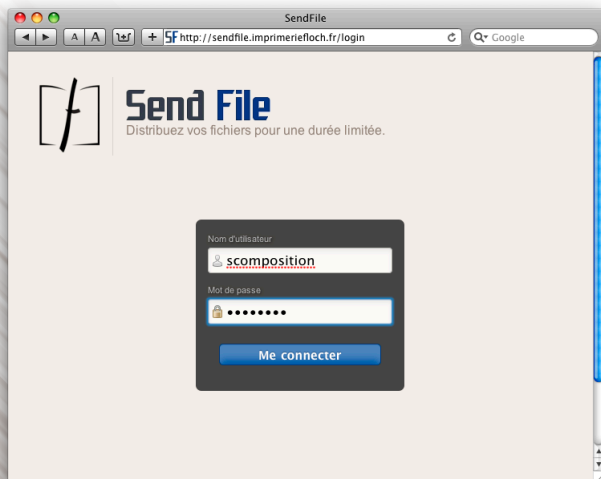 SendFile
A A + SF http://sendfile.imprimeriefloch.fr/login Google
f
Send File
Distribuez vos fichiers pour une durée limitée.
Nom d'utilisateur
scomposition
Mot de passe
••••••••
Me connecter